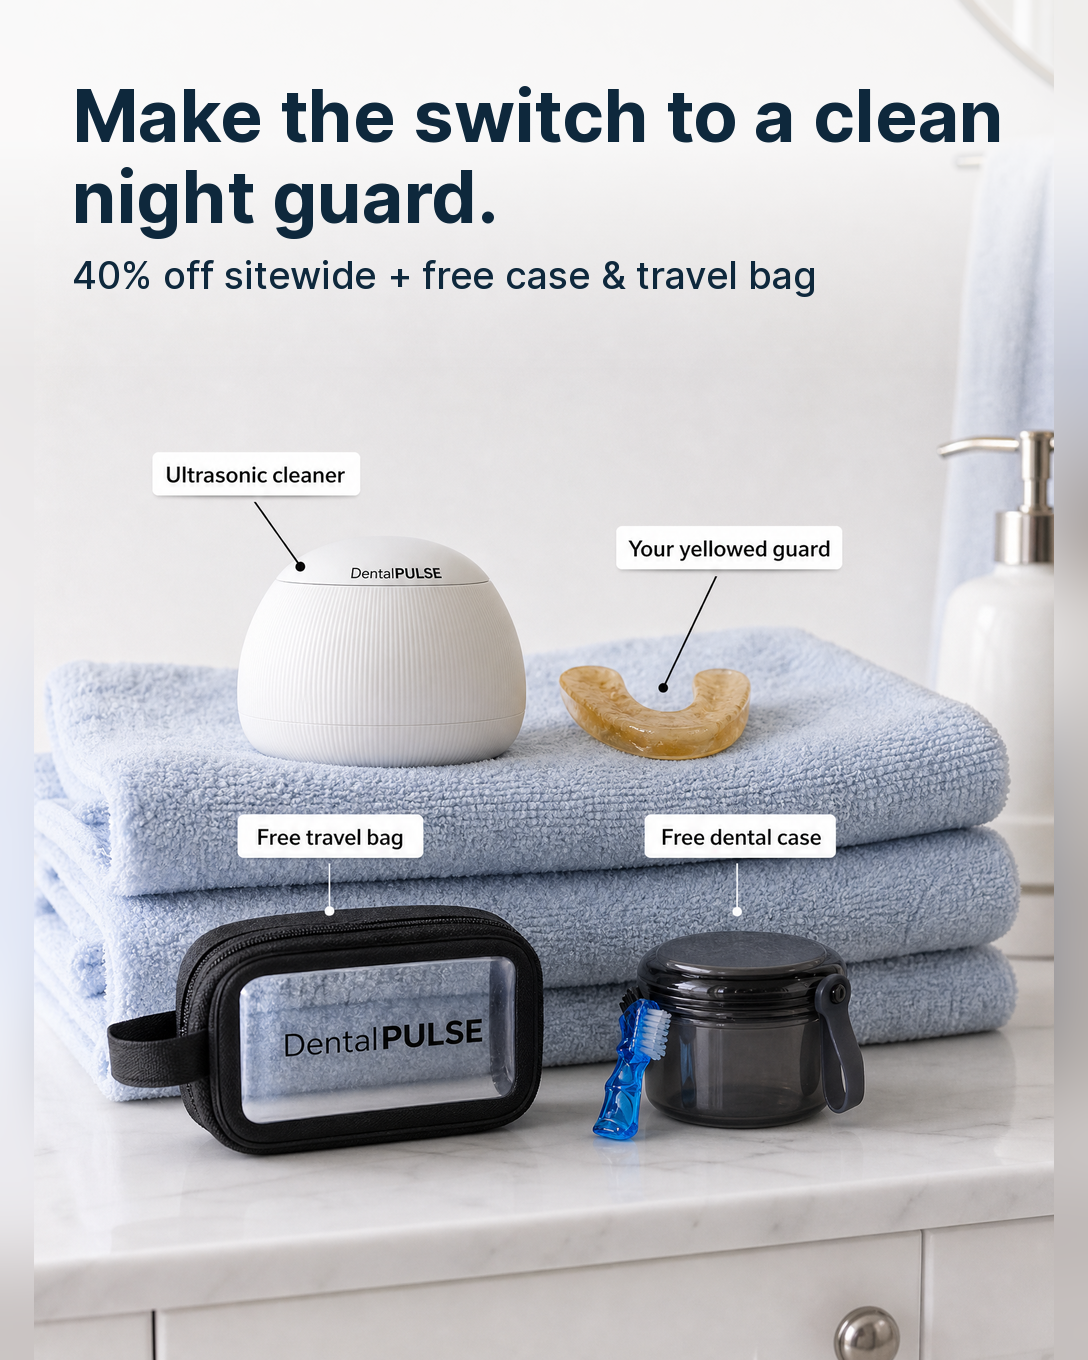 Make the switch to a clean
night guard.
40% off sitewide + free case & travel bag
Ultrasonic cleaner
Your yellowed guard
DentalPULSE
Free travel bag
Free dental case
DentalPULSE